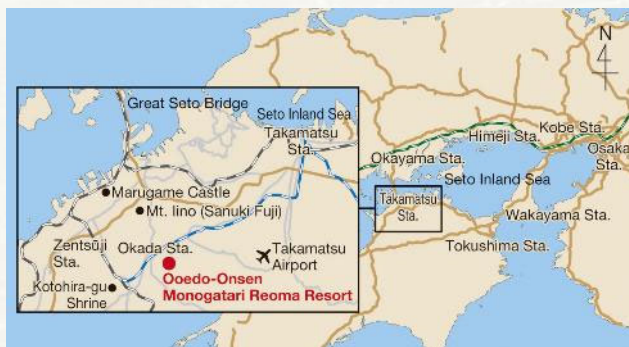 N
Great Seto Bridge
Seto Inland Sea
Takamatsu
Sta.
Marugame Castle
Mt. Iino (Sanuki Fuji)
Zentsūji
Sta.
Okada Sta.
Takamatsu
Airport
Kotohira-gu
Shrine
Ooedo-Onsen
Monogatari Reoma Resort
Okayama Sta.
Himeji Sta.
Kobe Sta.
Osaka
Sta.
Seto Inland Sea
Takamatsu
Sta.
Wakayama Sta.
Tokushima Sta.